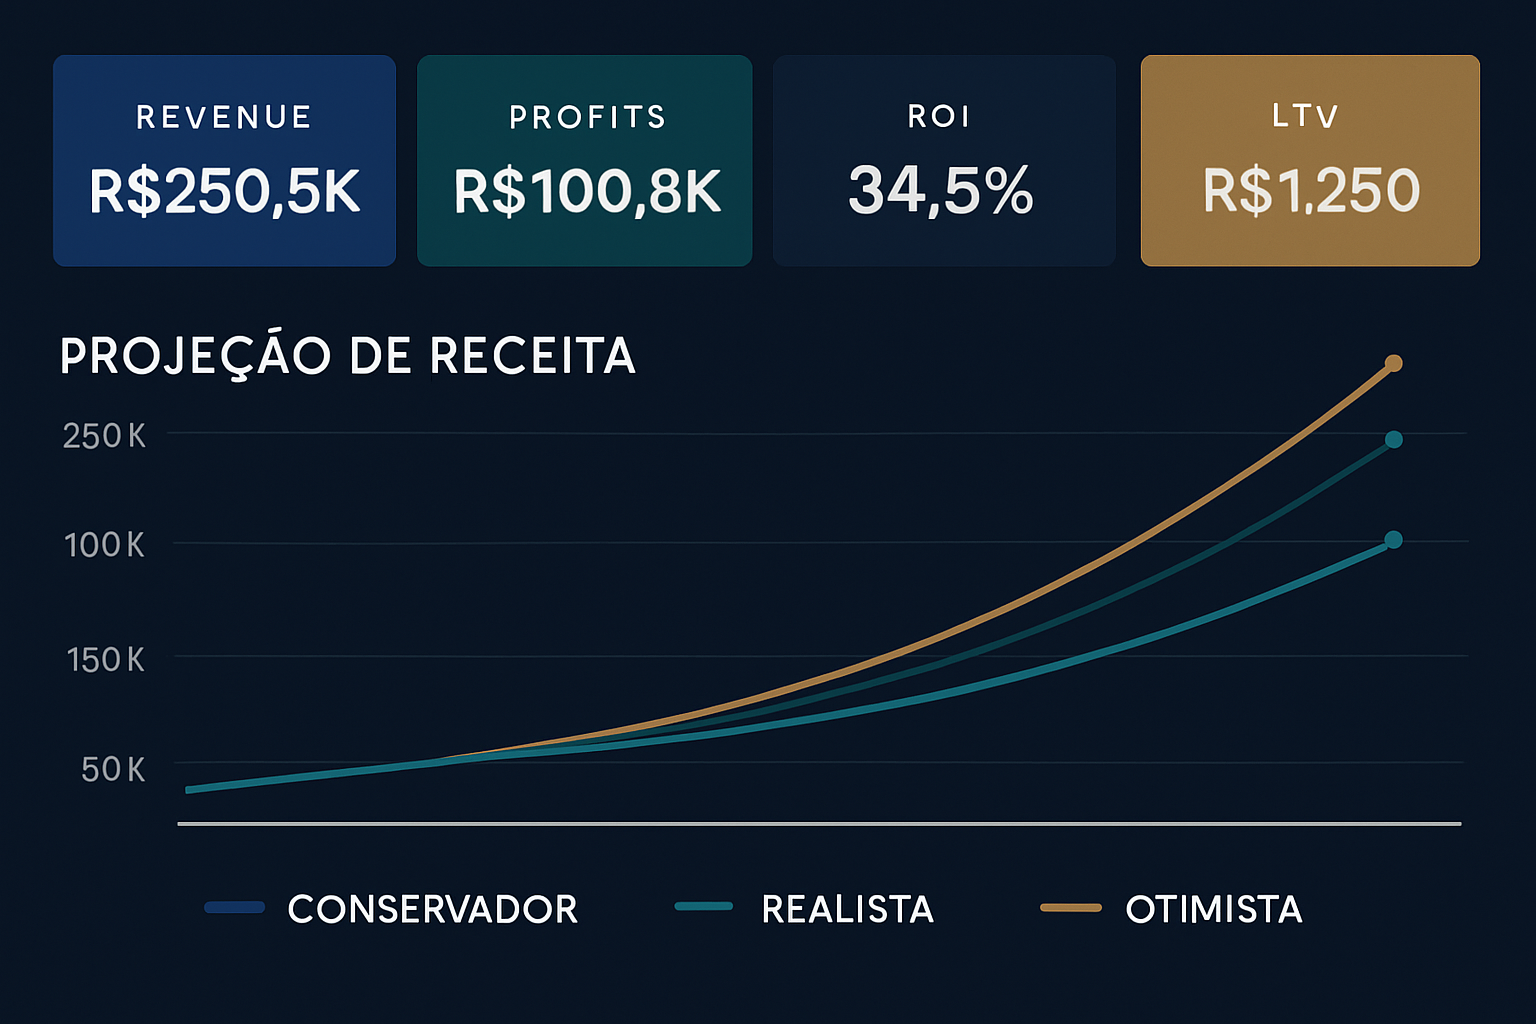 REVENUE
R$250,5K
PROFITS
R$100,8K
ROI
34,5%
LTV
R$1,250
PROJEÇÁO DE RECEITA
250 K
100 K
150 K
50 K
CONSERVADOR
REALISTA
OTIMISTA